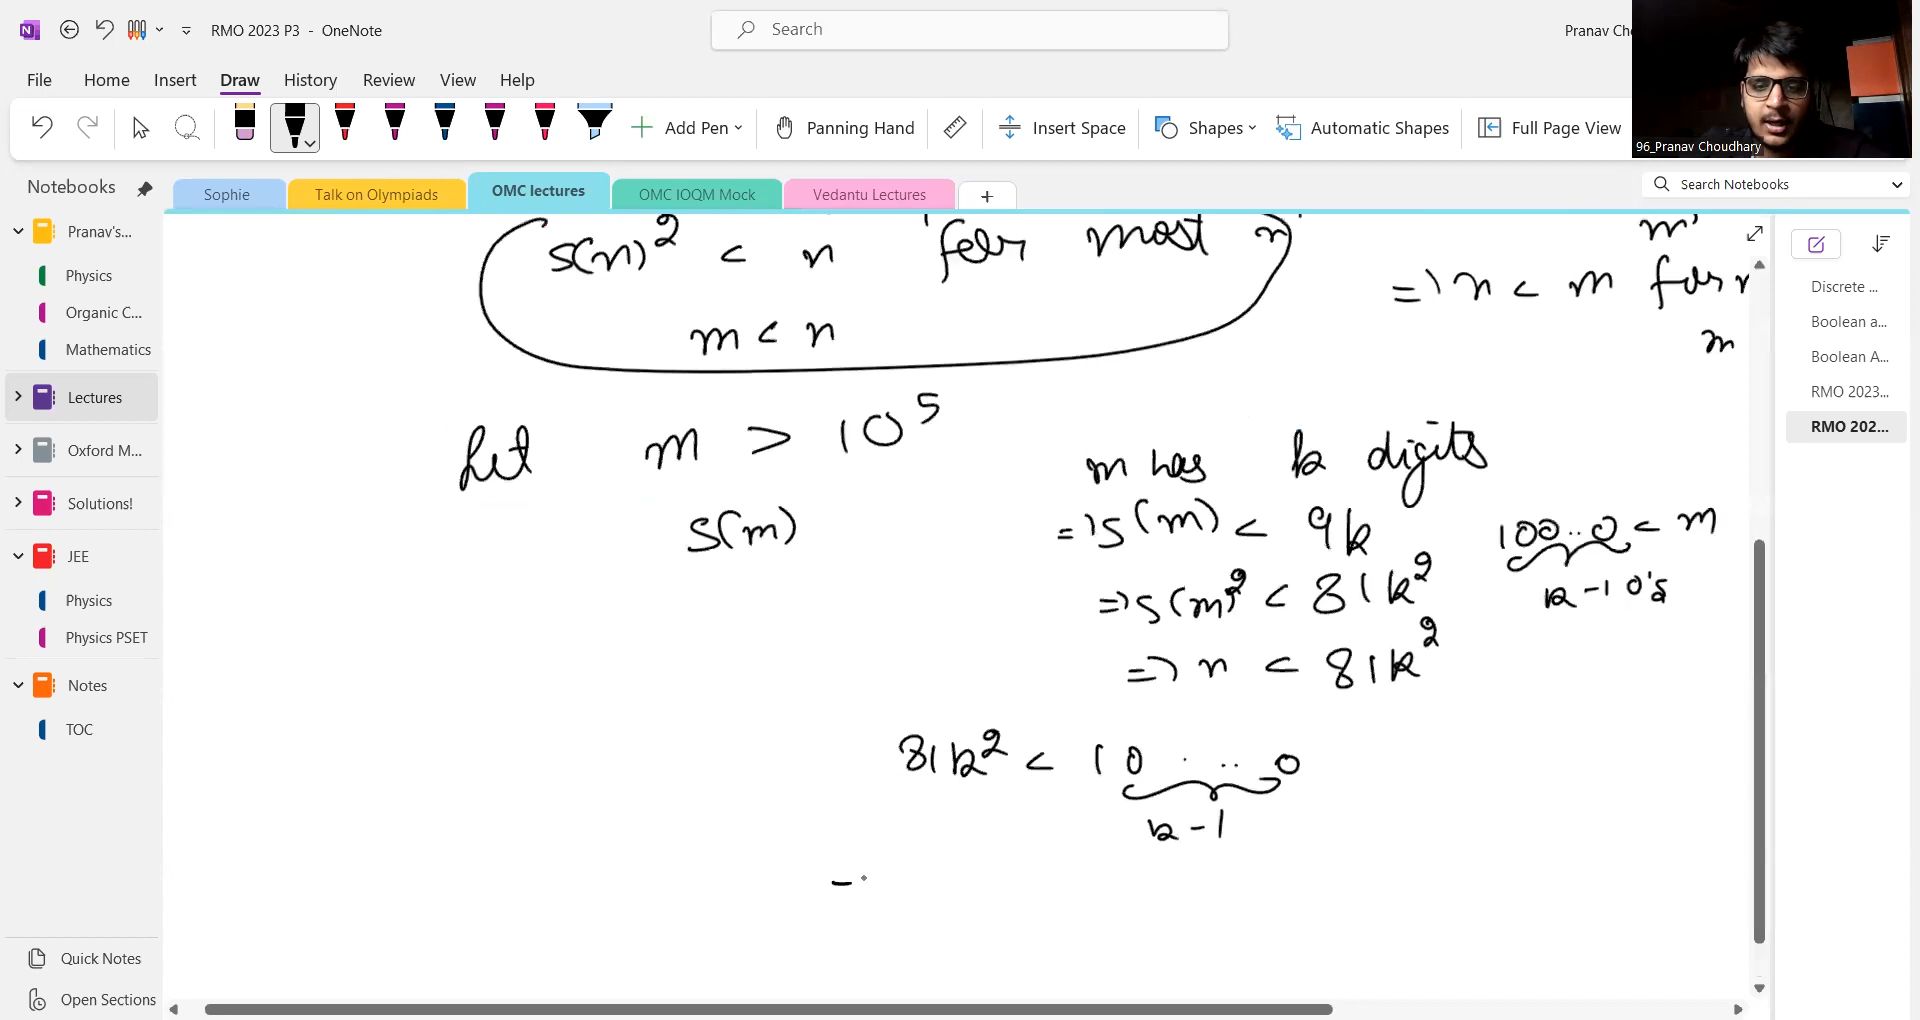 RMO 2023 P3 - OneNote
Search
Pranav Cho
File Home Insert Draw History Review View Help
Add Pen Panning Hand Insert Space Shapes Automatic Shapes Full Page View
96_Pranav Choudhary
Notebooks
Sophie Talk on Olympiads OMC lectures OMC IOQM Mock Vedantu Lectures +
Search Notebooks
Pranav's...
Physics
Organic C...
Mathematics
Lectures
Oxford M...
Solutions!
JEE
Physics
Physics PSET
Notes
TOC
Quick Notes
Open Sections
s(n)² < n 'for most n'
m < n
m'
=> n < m for
m
Let m > 10⁵
s(m)
m has k digits
=> s(m) < 9k
=> s(m)² < 81k²
=> n < 81k²
100..0 < m
k-1 0's
81k² < 10 . .. 0
k-1
Discrete ...
Boolean a...
Boolean A...
RMO 2023...
RMO 202...